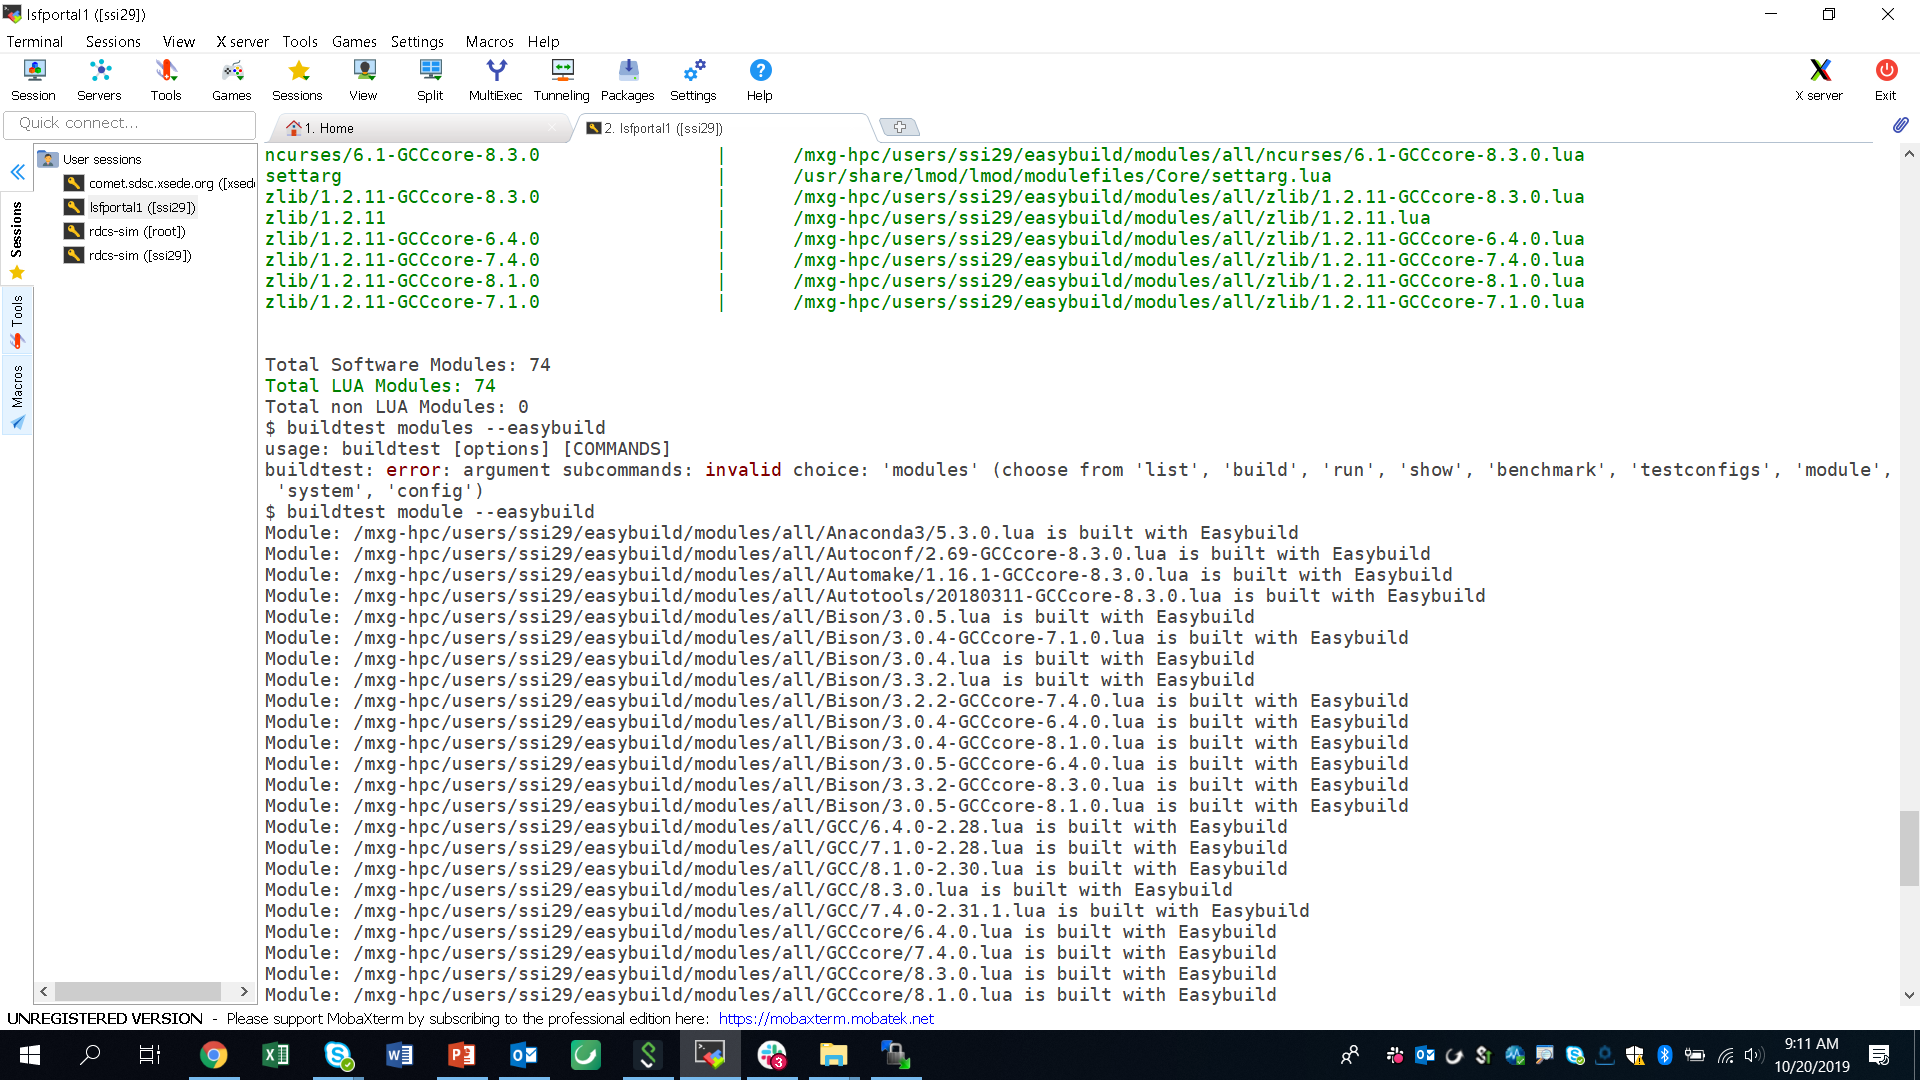 lsfportal1 ([ssi29])
Terminal Sessions View X server Tools Games Settings Macros Help
Session Servers Tools Games Sessions View Split MultiExec Tunneling Packages Settings Help X server Exit
Quick connect...
1. Home
2. lsfportal1 ([ssi29])
User sessions
comet.sdsc.xsede.org ([xsed
lsfportal1 ([ssi29])
rdcs-sim ([root])
rdcs-sim ([ssi29])
Sessions
Tools
Macros
ncurses/6.1-GCCcore-8.3.0 | /mxg-hpc/users/ssi29/easybuild/modules/all/ncurses/6.1-GCCcore-8.3.0.lua
settarg | /usr/share/lmod/lmod/modulefiles/Core/settarg.lua
zlib/1.2.11-GCCcore-8.3.0 | /mxg-hpc/users/ssi29/easybuild/modules/all/zlib/1.2.11-GCCcore-8.3.0.lua
zlib/1.2.11 | /mxg-hpc/users/ssi29/easybuild/modules/all/zlib/1.2.11.lua
zlib/1.2.11-GCCcore-6.4.0 | /mxg-hpc/users/ssi29/easybuild/modules/all/zlib/1.2.11-GCCcore-6.4.0.lua
zlib/1.2.11-GCCcore-7.4.0 | /mxg-hpc/users/ssi29/easybuild/modules/all/zlib/1.2.11-GCCcore-7.4.0.lua
zlib/1.2.11-GCCcore-8.1.0 | /mxg-hpc/users/ssi29/easybuild/modules/all/zlib/1.2.11-GCCcore-8.1.0.lua
zlib/1.2.11-GCCcore-7.1.0 | /mxg-hpc/users/ssi29/easybuild/modules/all/zlib/1.2.11-GCCcore-7.1.0.lua
Total Software Modules: 74
Total LUA Modules: 74
Total non LUA Modules: 0
$ buildtest modules --easybuild
usage: buildtest [options] [COMMANDS]
buildtest: error: argument subcommands: invalid choice: 'modules' (choose from 'list', 'build', 'run', 'show', 'benchmark', 'testconfigs', 'module',
'system', 'config')
$ buildtest module --easybuild
Module: /mxg-hpc/users/ssi29/easybuild/modules/all/Anaconda3/5.3.0.lua is built with Easybuild
Module: /mxg-hpc/users/ssi29/easybuild/modules/all/Autoconf/2.69-GCCcore-8.3.0.lua is built with Easybuild
Module: /mxg-hpc/users/ssi29/easybuild/modules/all/Automake/1.16.1-GCCcore-8.3.0.lua is built with Easybuild
Module: /mxg-hpc/users/ssi29/easybuild/modules/all/Autotools/20180311-GCCcore-8.3.0.lua is built with Easybuild
Module: /mxg-hpc/users/ssi29/easybuild/modules/all/Bison/3.0.5.lua is built with Easybuild
Module: /mxg-hpc/users/ssi29/easybuild/modules/all/Bison/3.0.4-GCCcore-7.1.0.lua is built with Easybuild
Module: /mxg-hpc/users/ssi29/easybuild/modules/all/Bison/3.0.4.lua is built with Easybuild
Module: /mxg-hpc/users/ssi29/easybuild/modules/all/Bison/3.3.2.lua is built with Easybuild
Module: /mxg-hpc/users/ssi29/easybuild/modules/all/Bison/3.2.2-GCCcore-7.4.0.lua is built with Easybuild
Module: /mxg-hpc/users/ssi29/easybuild/modules/all/Bison/3.0.4-GCCcore-6.4.0.lua is built with Easybuild
Module: /mxg-hpc/users/ssi29/easybuild/modules/all/Bison/3.0.4-GCCcore-8.1.0.lua is built with Easybuild
Module: /mxg-hpc/users/ssi29/easybuild/modules/all/Bison/3.0.5-GCCcore-6.4.0.lua is built with Easybuild
Module: /mxg-hpc/users/ssi29/easybuild/modules/all/Bison/3.3.2-GCCcore-8.3.0.lua is built with Easybuild
Module: /mxg-hpc/users/ssi29/easybuild/modules/all/Bison/3.0.5-GCCcore-8.1.0.lua is built with Easybuild
Module: /mxg-hpc/users/ssi29/easybuild/modules/all/GCC/6.4.0-2.28.lua is built with Easybuild
Module: /mxg-hpc/users/ssi29/easybuild/modules/all/GCC/7.1.0-2.28.lua is built with Easybuild
Module: /mxg-hpc/users/ssi29/easybuild/modules/all/GCC/8.1.0-2.30.lua is built with Easybuild
Module: /mxg-hpc/users/ssi29/easybuild/modules/all/GCC/8.3.0.lua is built with Easybuild
Module: /mxg-hpc/users/ssi29/easybuild/modules/all/GCC/7.4.0-2.31.1.lua is built with Easybuild
Module: /mxg-hpc/users/ssi29/easybuild/modules/all/GCCcore/6.4.0.lua is built with Easybuild
Module: /mxg-hpc/users/ssi29/easybuild/modules/all/GCCcore/7.4.0.lua is built with Easybuild
Module: /mxg-hpc/users/ssi29/easybuild/modules/all/GCCcore/8.3.0.lua is built with Easybuild
Module: /mxg-hpc/users/ssi29/easybuild/modules/all/GCCcore/8.1.0.lua is built with Easybuild
UNREGISTERED VERSION - Please support MobaXterm by subscribing to the professional edition here: https://mobaxterm.mobatek.net
9:11 AM
10/20/2019